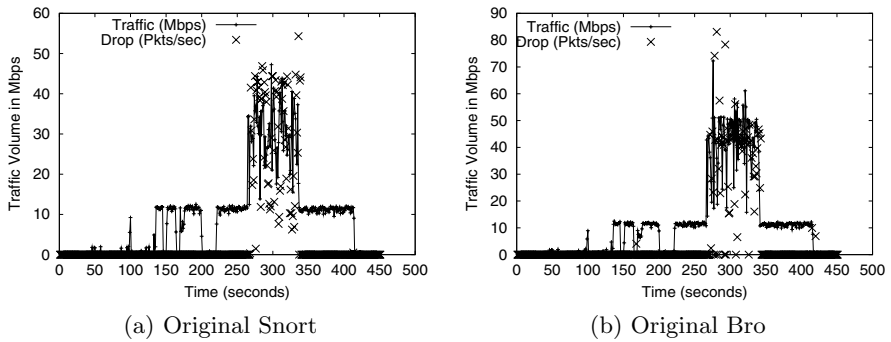 Traffic (Mbps)
Drop (Pkts/sec)
Traffic Volume in Mbps
60
50
40
30
20
10
0
0 50 100 150 200 250 300 350 400 450 500
Time (seconds)
(a) Original Snort
Traffic (Mbps)
Drop (Pkts/sec)
Traffic Volume in Mbps
90
80
70
60
50
40
30
20
10
0
0 50 100 150 200 250 300 350 400 450 500
Time (seconds)
(b) Original Bro